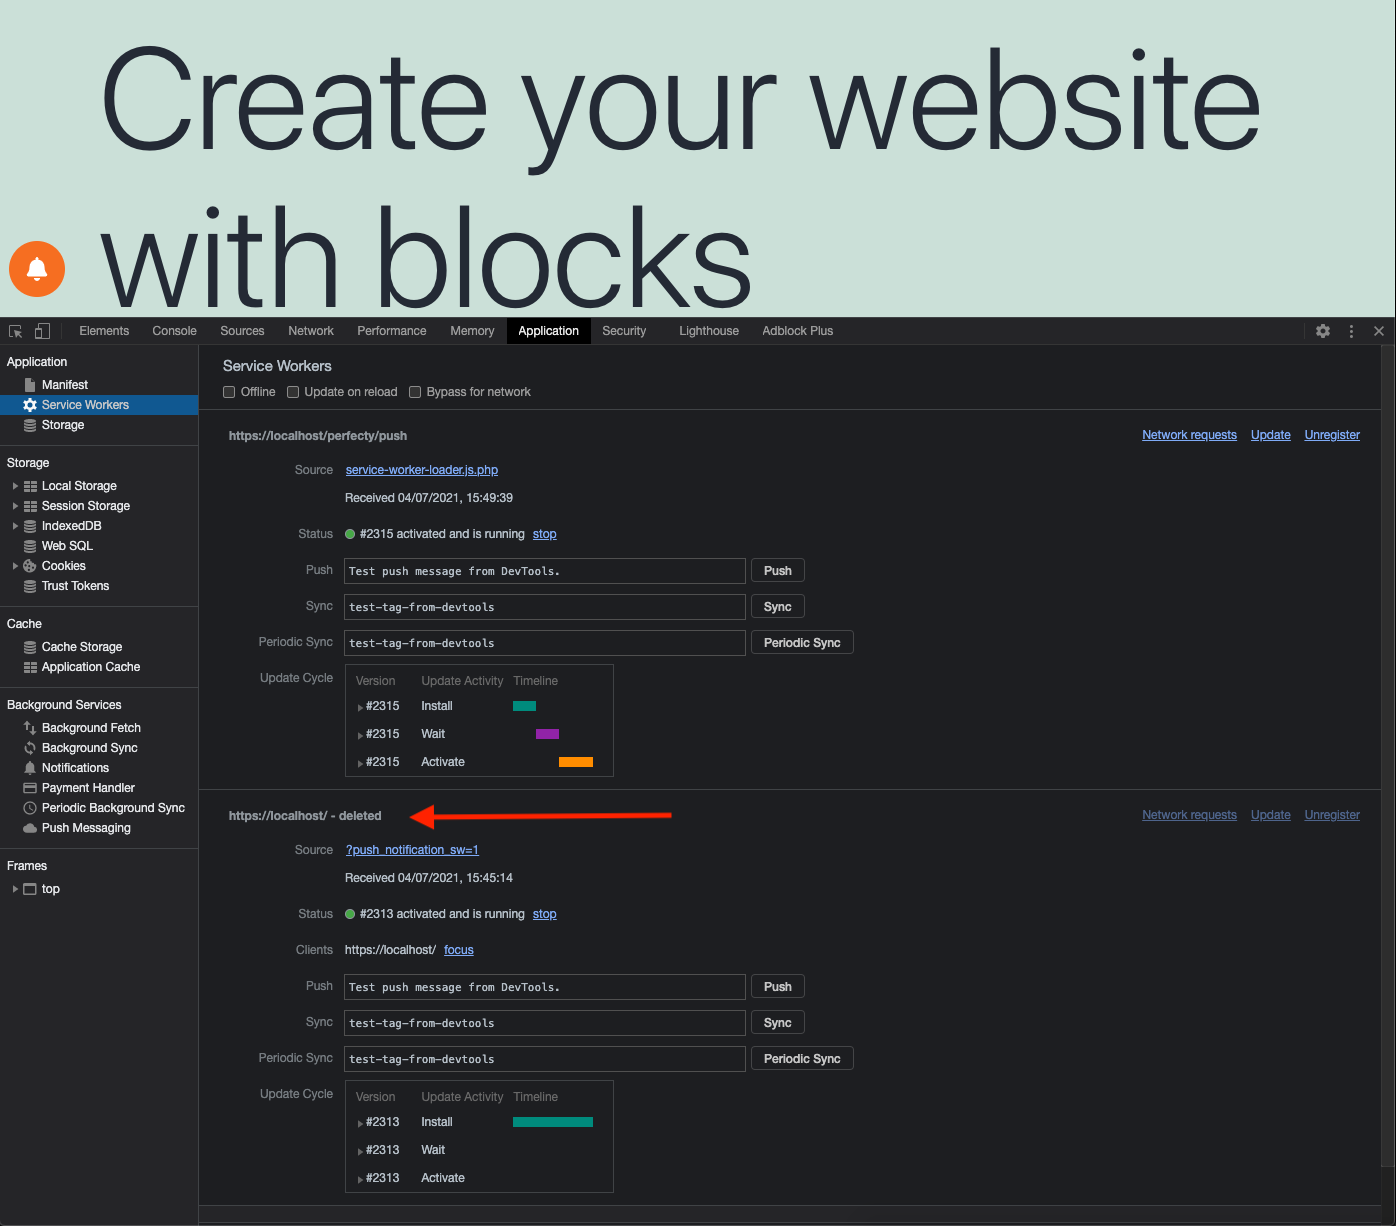 Create your website
with blocks
Elements Console Sources Network Performance Memory Application Security Lighthouse Adblock Plus
Application
Manifest
Service Workers
Storage
Storage
Local Storage
Session Storage
IndexedDB
Web SQL
Cookies
Trust Tokens
Cache
Cache Storage
Application Cache
Background Services
Background Fetch
Background Sync
Notifications
Payment Handler
Periodic Background Sync
Push Messaging
Frames
top
Service Workers
Offline Update on reload Bypass for network
https://localhost/perfecty/push Network requests Update Unregister
Source service-worker-loader.js.php
Received 04/07/2021, 15:49:39
Status #2315 activated and is running stop
Push Test push message from DevTools. Push
Sync test-tag-from-devtools Sync
Periodic Sync test-tag-from-devtools Periodic Sync
Update Cycle Version Update Activity Timeline
#2315 Install
#2315 Wait
#2315 Activate
https://localhost/ - deleted Network requests Update Unregister
Source ?push_notification_sw=1
Received 04/07/2021, 15:45:14
Status #2313 activated and is running stop
Clients https://localhost/ focus
Push Test push message from DevTools. Push
Sync test-tag-from-devtools Sync
Periodic Sync test-tag-from-devtools Periodic Sync
Update Cycle Version Update Activity Timeline
#2313 Install
#2313 Wait
#2313 Activate